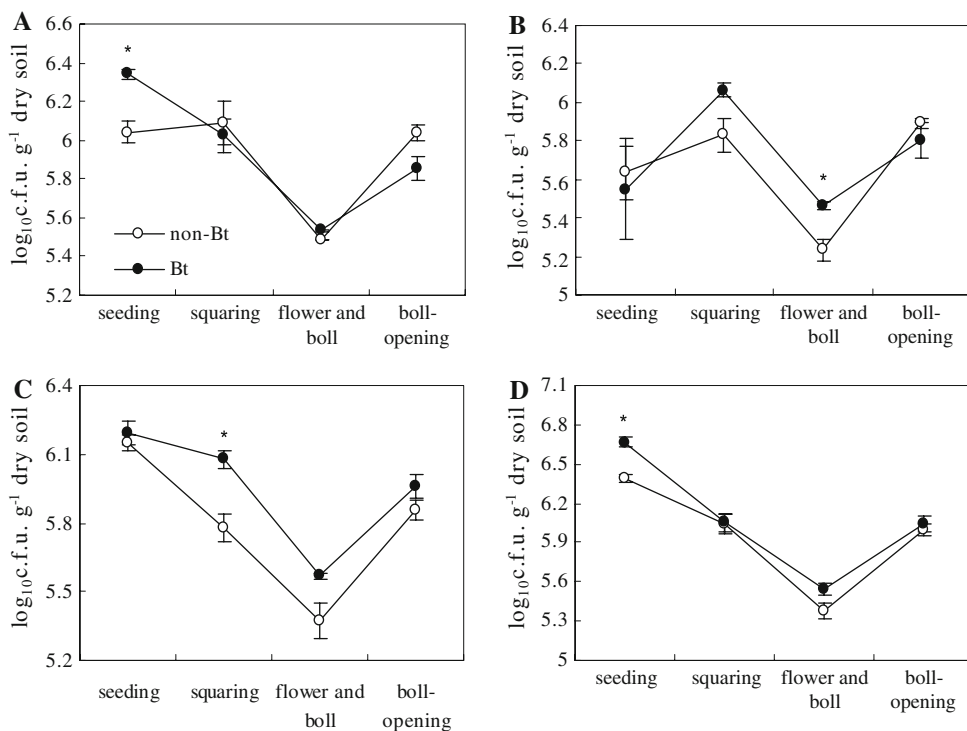 A
log₁₀c.f.u. g⁻¹ dry soil
6.6
6.4
6.2
6
5.8
5.6
5.4
5.2
*
non-Bt
Bt
seeding squaring flower and boll-
boll opening
B
log₁₀c.f.u. g⁻¹ dry soil
6.4
6.2
6
5.8
5.6
5.4
5.2
5
*
seeding squaring flower and boll-
boll opening
C
log₁₀c.f.u. g⁻¹ dry soil
6.4
6.1
5.8
5.5
5.2
*
seeding squaring flower and boll-
boll opening
D
log₁₀c.f.u. g⁻¹ dry soil
7.1
6.8
6.5
6.2
5.9
5.6
5.3
5
*
seeding squaring flower and boll-
boll opening